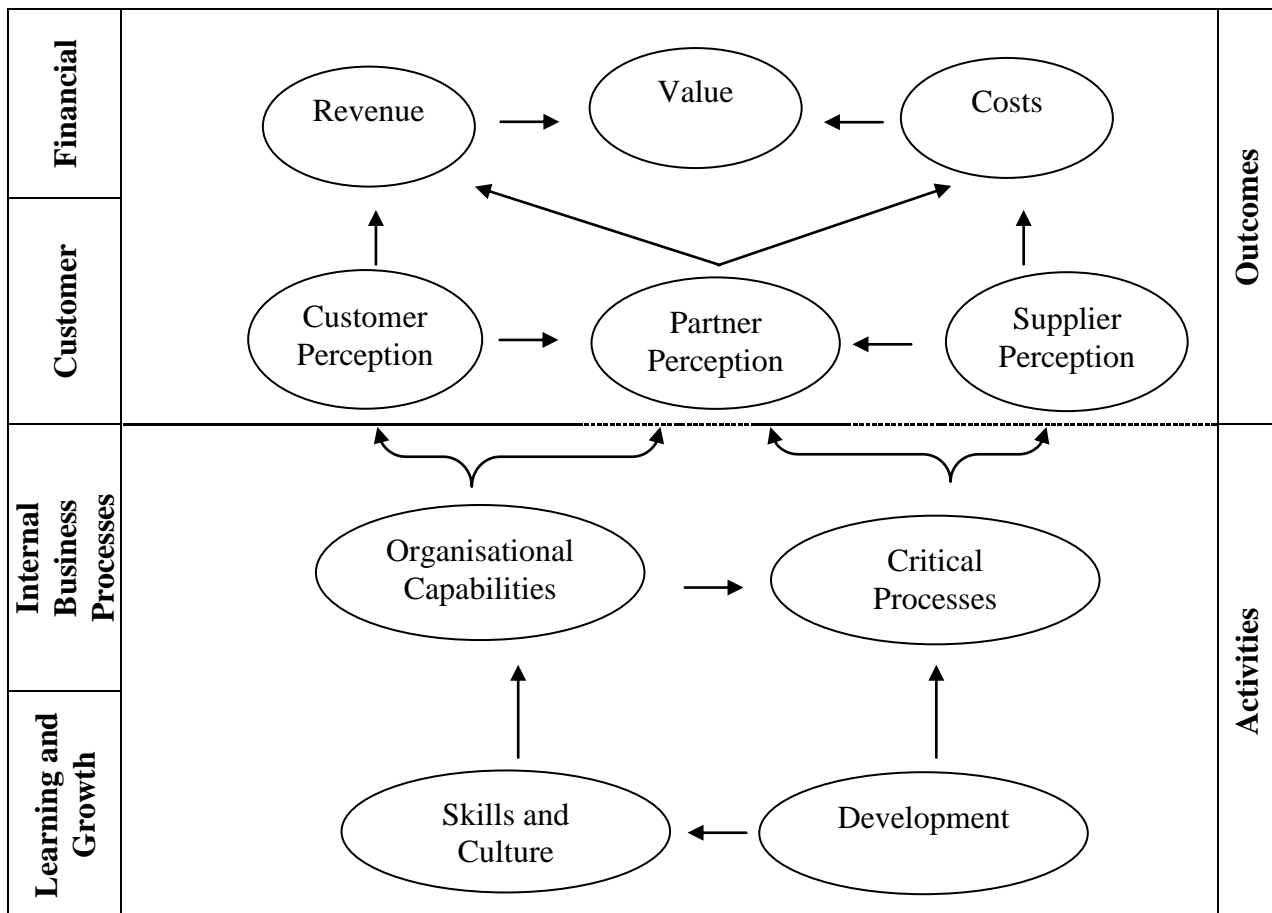 Financial
Revenue
Value
Costs
Outcomes
Customer
Customer
Perception
Partner
Perception
Supplier
Perception
Internal
Business
Processes
Organisational
Capabilities
Critical
Processes
Activities
Learning and
Growth
Skills and
Culture
Development